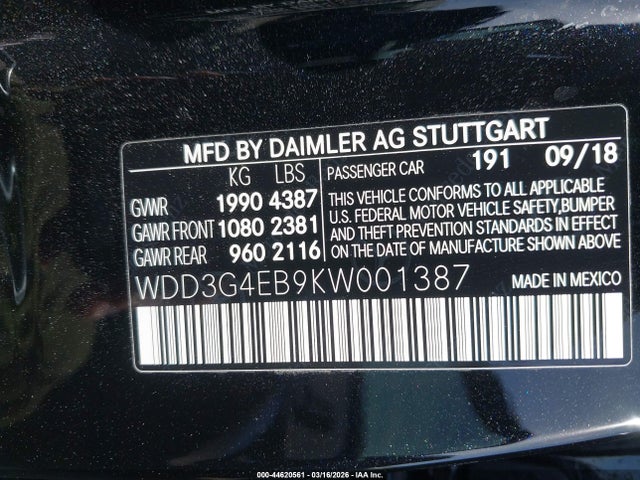 MFD BY DAIMLER AG STUTTGART
KG LBS
GVWR 1990 4387
GAWR FRONT 1080 2381
GAWR REAR 960 2116
PASSENGER CAR 191 09/18
THIS VEHICLE CONFORMS TO ALL APPLICABLE
U.S. FEDERAL MOTOR VEHICLE SAFETY,BUMPER
AND THEFT PREVENTION STANDARDS IN EFFECT
ON THE DATE OF MANUFACTURE SHOWN ABOVE
WDD3G4EB9KW001387 MADE IN MEXICO
000-44620561 - 03/16/2026 - IAA Inc.